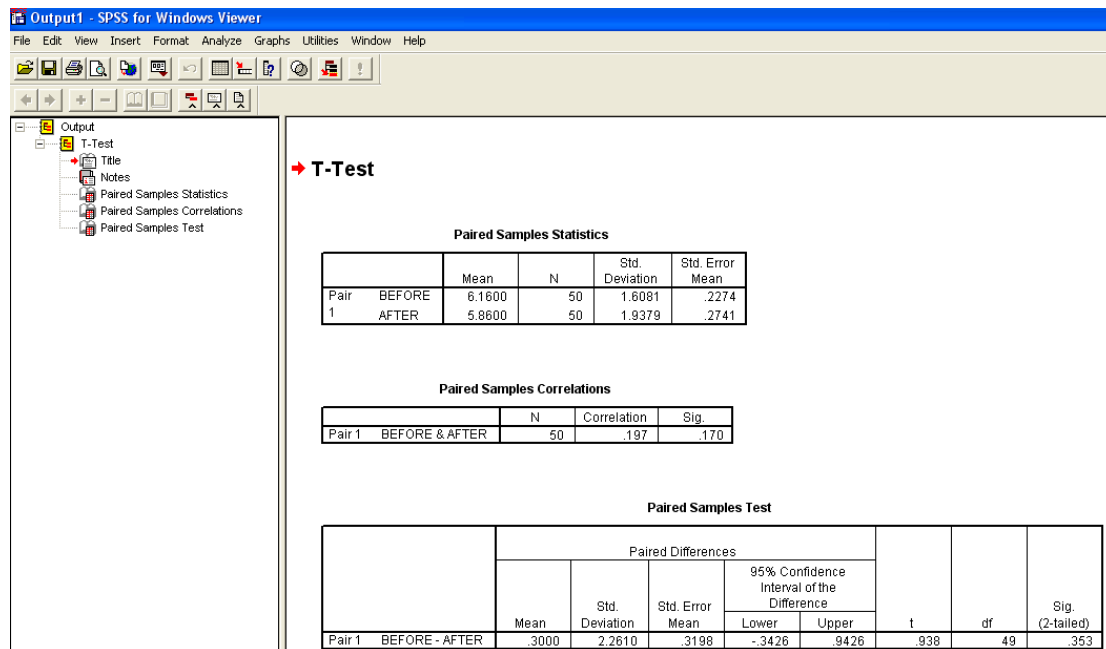 Output1 - SPSS for Windows Viewer
File Edit View Insert Format Analyze Graphs Utilities Window Help
Output
T-Test
Title
Notes
Paired Samples Statistics
Paired Samples Correlations
Paired Samples Test
T-Test
Paired Samples Statistics
Mean N Std. Deviation Std. Error Mean
Pair 1 BEFORE 6.1600 50 1.6081 .2274
AFTER 5.8600 50 1.9379 .2741
Paired Samples Correlations
N Correlation Sig.
Pair 1 BEFORE & AFTER 50 .197 .170
Paired Samples Test
Paired Differences
95% Confidence Interval of the Difference
Mean Std. Deviation Std. Error Mean Lower Upper t df Sig. (2-tailed)
Pair 1 BEFORE - AFTER .3000 2.2610 .3198 -.3426 .9426 .938 49 .353